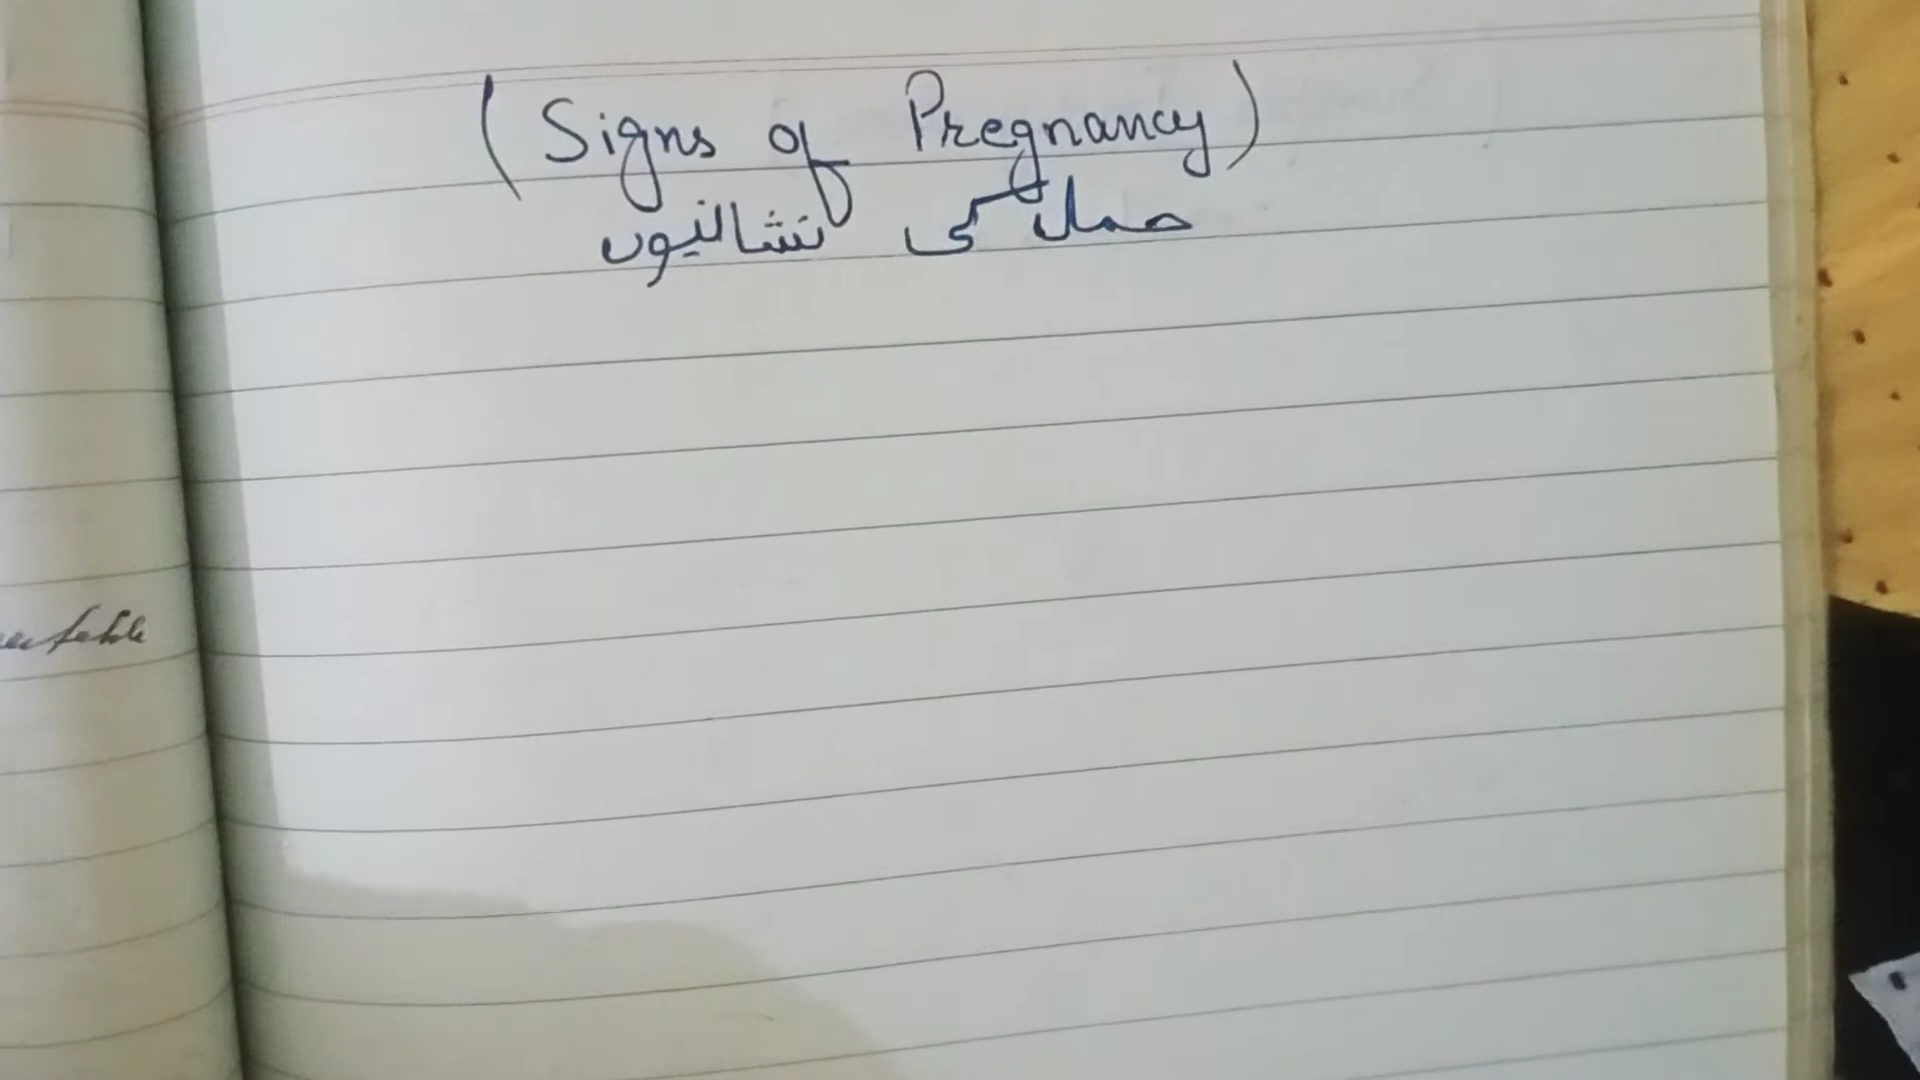 (Signs of Pregnancy)
حمل کی نشانیوں